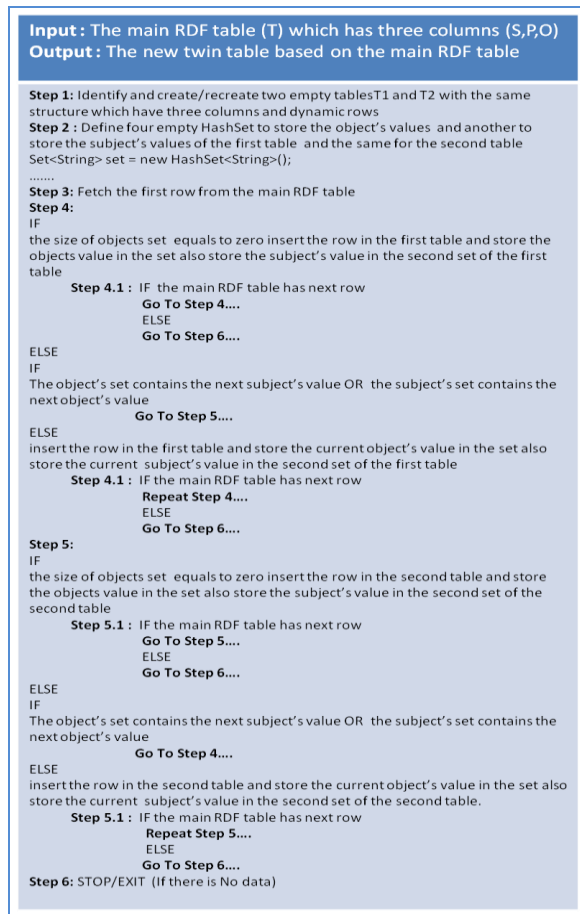 Input : The main RDF table (T) which has three columns (S,P,O)
Output : The new twin table based on the main RDF table
Step 1: Identify and create/recreate two empty tablesT1 and T2 with the same
structure which have three columns and dynamic rows
Step 2 : Define four empty HashSet to store the object's values and another to
store the subject's values of the first table and the same for the second table
Set<String> set = new HashSet<String>();
.......
Step 3: Fetch the first row from the main RDF table
Step 4:
IF
the size of objects set equals to zero insert the row in the first table and store the
objects value in the set also store the subject's value in the second set of the first
table
Step 4.1 : IF the main RDF table has next row
Go To Step 4....
ELSE
Go To Step 6....
ELSE
IF
The object's set contains the next subject's value OR the subject's set contains the
next object's value
Go To Step 5....
ELSE
insert the row in the first table and store the current object's value in the set also
store the current subject's value in the second set of the first table
Step 4.1 : IF the main RDF table has next row
Repeat Step 4....
ELSE
Go To Step 6....
Step 5:
IF
the size of objects set equals to zero insert the row in the second table and store
the objects value in the set also store the subject's value in the second set of the
second table
Step 5.1 : IF the main RDF table has next row
Go To Step 5....
ELSE
Go To Step 6....
ELSE
IF
The object's set contains the next subject's value OR the subject's set contains the
next object's value
Go To Step 4....
ELSE
insert the row in the second table and store the current object's value in the set also
store the current subject's value in the second set of the second table.
Step 5.1 : IF the main RDF table has next row
Repeat Step 5....
ELSE
Go To Step 6....
Step 6: STOP/EXIT (If there is No data)